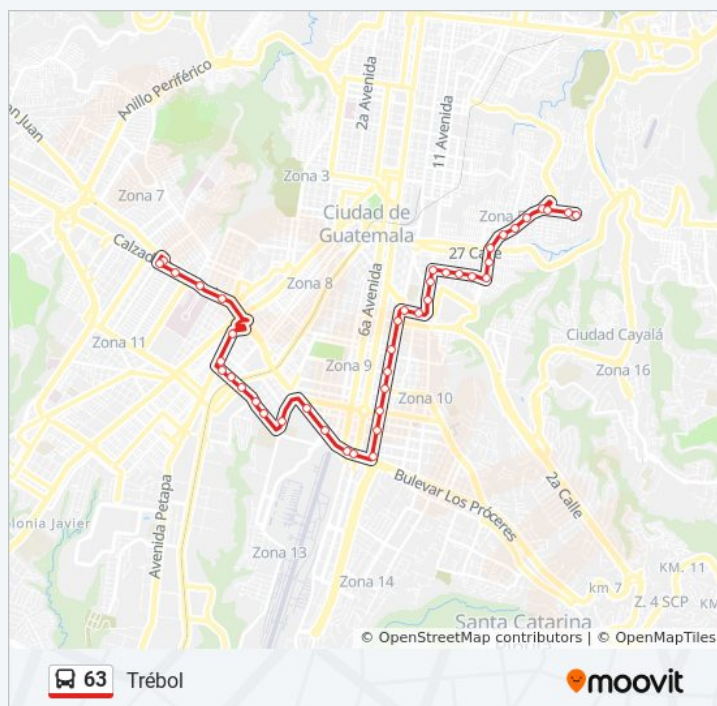 Anillo Periférico
2a Avenida
11 Avenida
Juan
Zona 3
Zona 7
Ciudad de
Guatemala
Zona
27 Calle
Calzad
Zona 8
6a Avenida
Ciudad Cayalá
Zona 11
Zona 9
Zona 16
Zona 10
Bulevar Los Próceres
2a Calle
Avenida Petapa
olonia Javier
Zona 13
KM. 11
Zona 14
km 7
KM
Z. 4 SCP
Santa Catarina
© OpenStreetMap contributors | © OpenMapTiles
63 Trébol
moovit